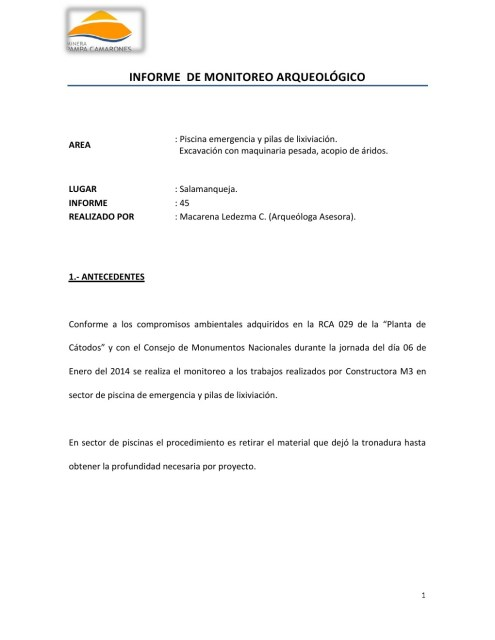 MINERA
PAMPA CAMARONES
INFORME DE MONITOREO ARQUEOLÓGICO
AREA : Piscina emergencia y pilas de lixiviación.
Excavación con maquinaria pesada, acopio de áridos.
LUGAR : Salamanqueja.
INFORME : 45
REALIZADO POR : Macarena Ledezma C. (Arqueóloga Asesora).
1.- ANTECEDENTES
Conforme a los compromisos ambientales adquiridos en la RCA 029 de la “Planta de
Cátodos” y con el Consejo de Monumentos Nacionales durante la jornada del día 06 de
Enero del 2014 se realiza el monitoreo a los trabajos realizados por Constructora M3 en
sector de piscina de emergencia y pilas de lixiviación.
En sector de piscinas el procedimiento es retirar el material que dejó la tronadura hasta
obtener la profundidad necesaria por proyecto.
1